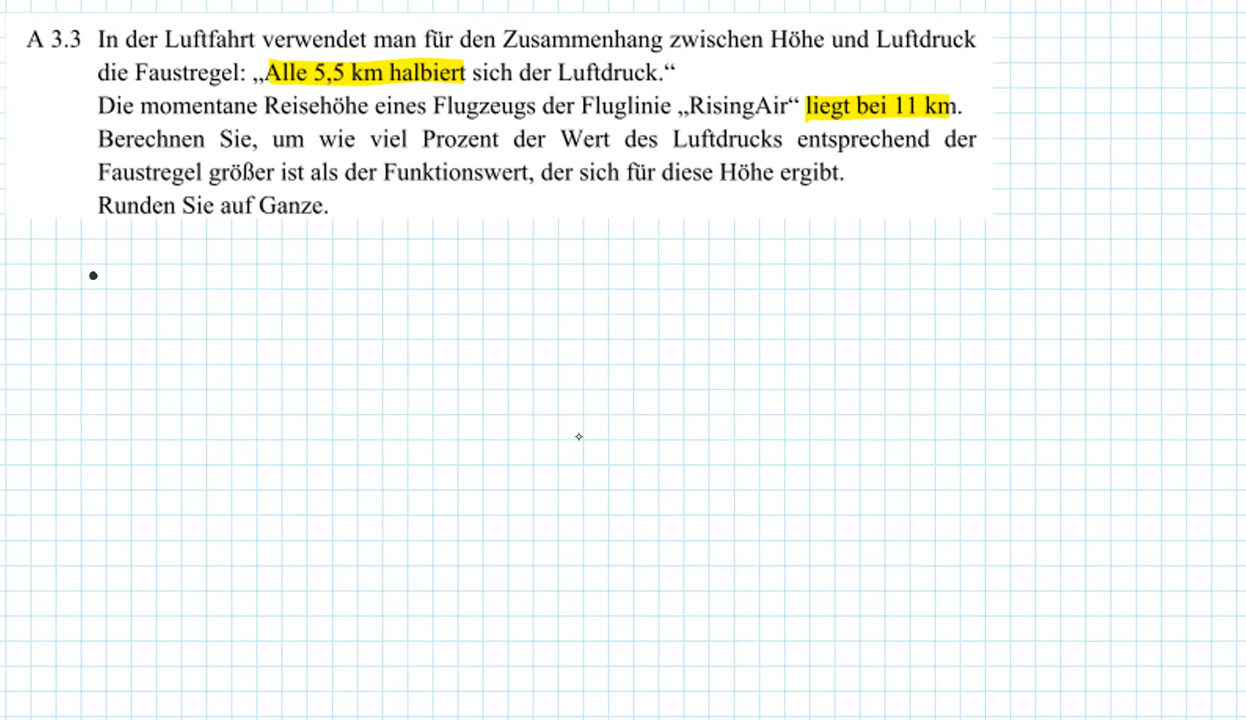 A 3.3 In der Luftfahrt verwendet man für den Zusammenhang zwischen Höhe und Luftdruck
die Faustregel: „Alle 5,5 km halbiert sich der Luftdruck.“
Die momentane Reisehöhe eines Flugzeugs der Fluglinie „RisingAir“ liegt bei 11 km.
Berechnen Sie, um wie viel Prozent der Wert des Luftdrucks entsprechend der
Faustregel größer ist als der Funktionswert, der sich für diese Höhe ergibt.
Runden Sie auf Ganze.